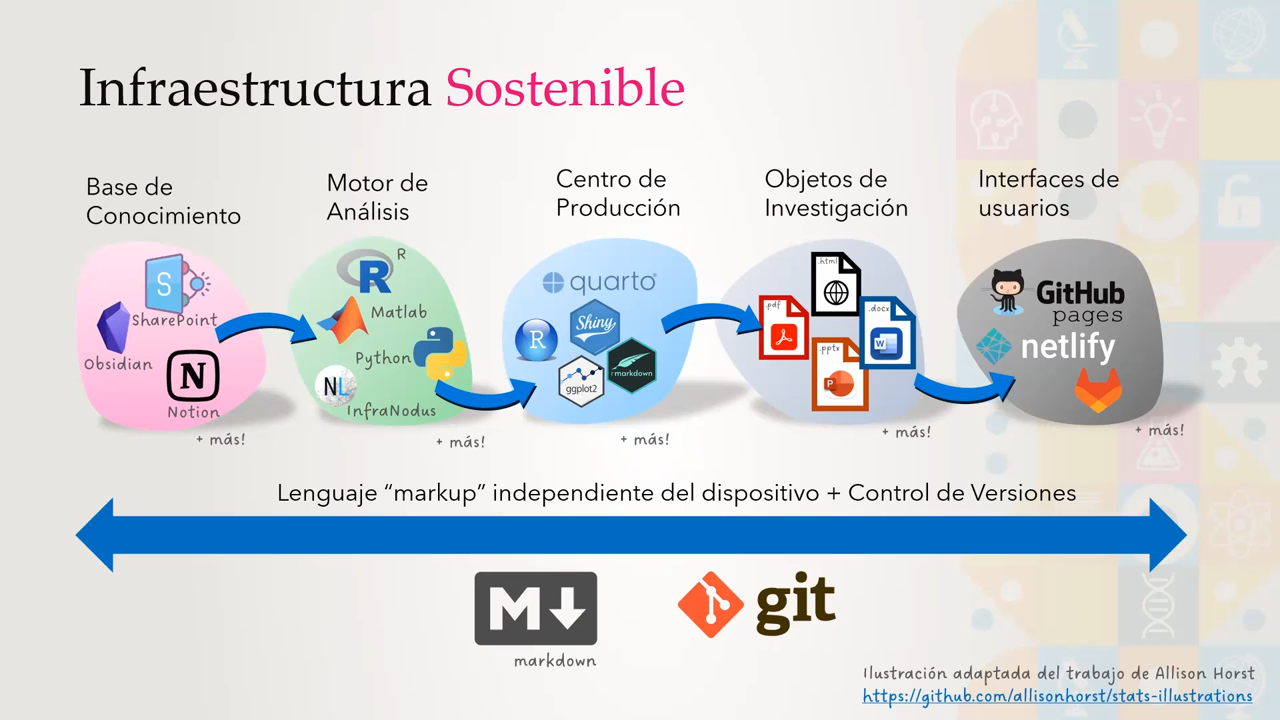 Infraestructura Sostenible
Base de
Conocimiento
Motor de
Análisis
Centro de
Producción
Objetos de
Investigación
Interfaces de
usuarios
S
SharePoint
Obsidian
N
Notion
+ más!
R
R
Matlab
Python
NL
InfraNodus
+ más!
quarto
R
Shiny
ggplot2
rmarkdown
+ más!
.html
.pdf
.docx
W
.pptx
P
+ más!
GitHub
pages
netlify
+ más!
Lenguaje “markup” independiente del dispositivo + Control de Versiones
M
markdown
git
Ilustración adaptada del trabajo de Allison Horst
https://github.com/allisonhorst/stats-illustrations